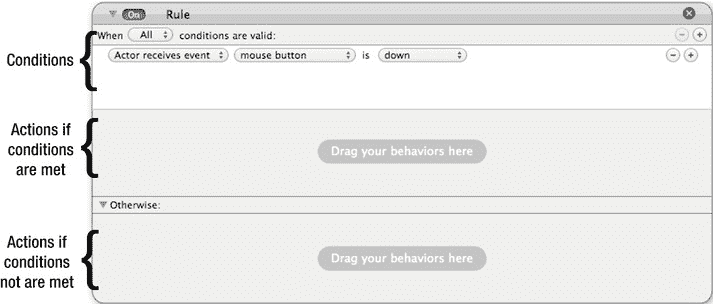 On Rule
When All conditions are valid:
Conditions
Actor receives event mouse button is down
Actions if
conditions
are met
Drag your behaviors here
Otherwise:
Actions if
conditions
not are met
Drag your behaviors here